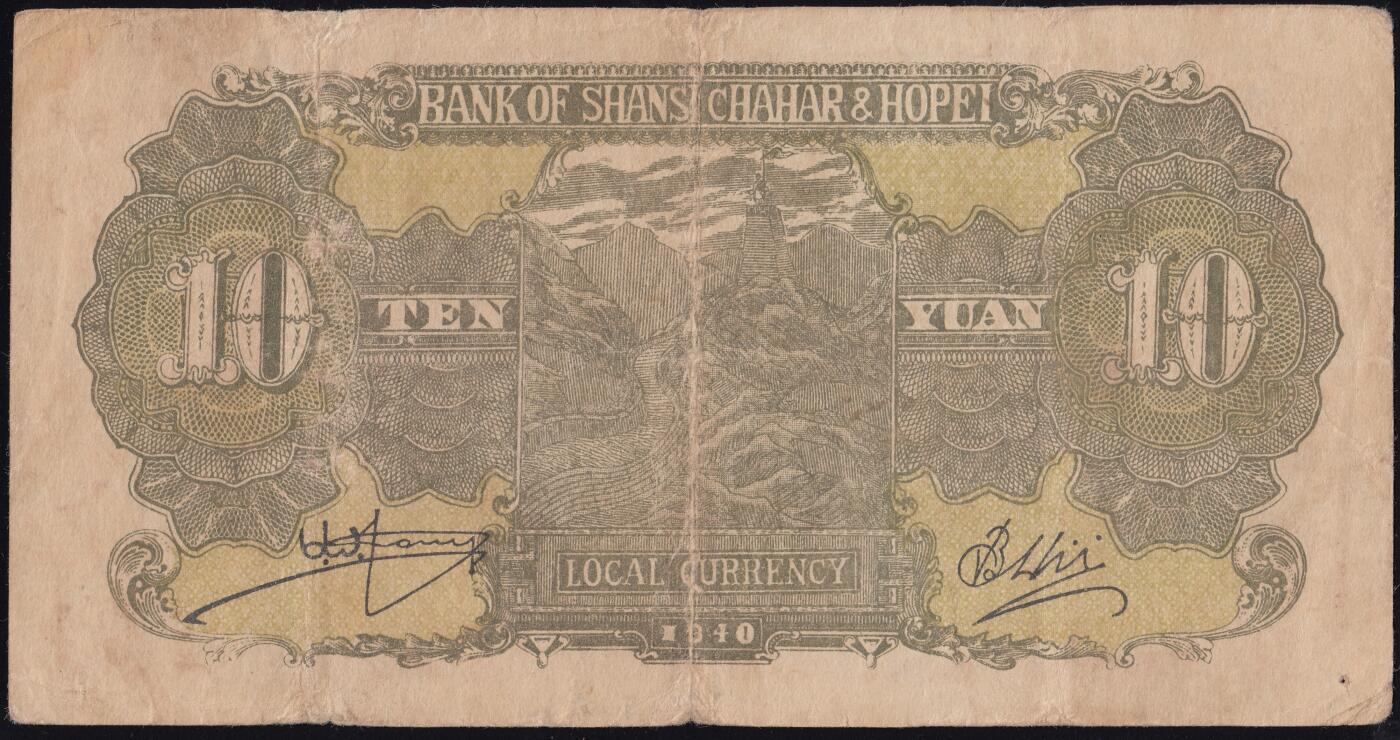 BANK OF SHANSI CHAHAR & HOPEI
10 TEN YUAN 10
LOCAL CURRENCY
1940